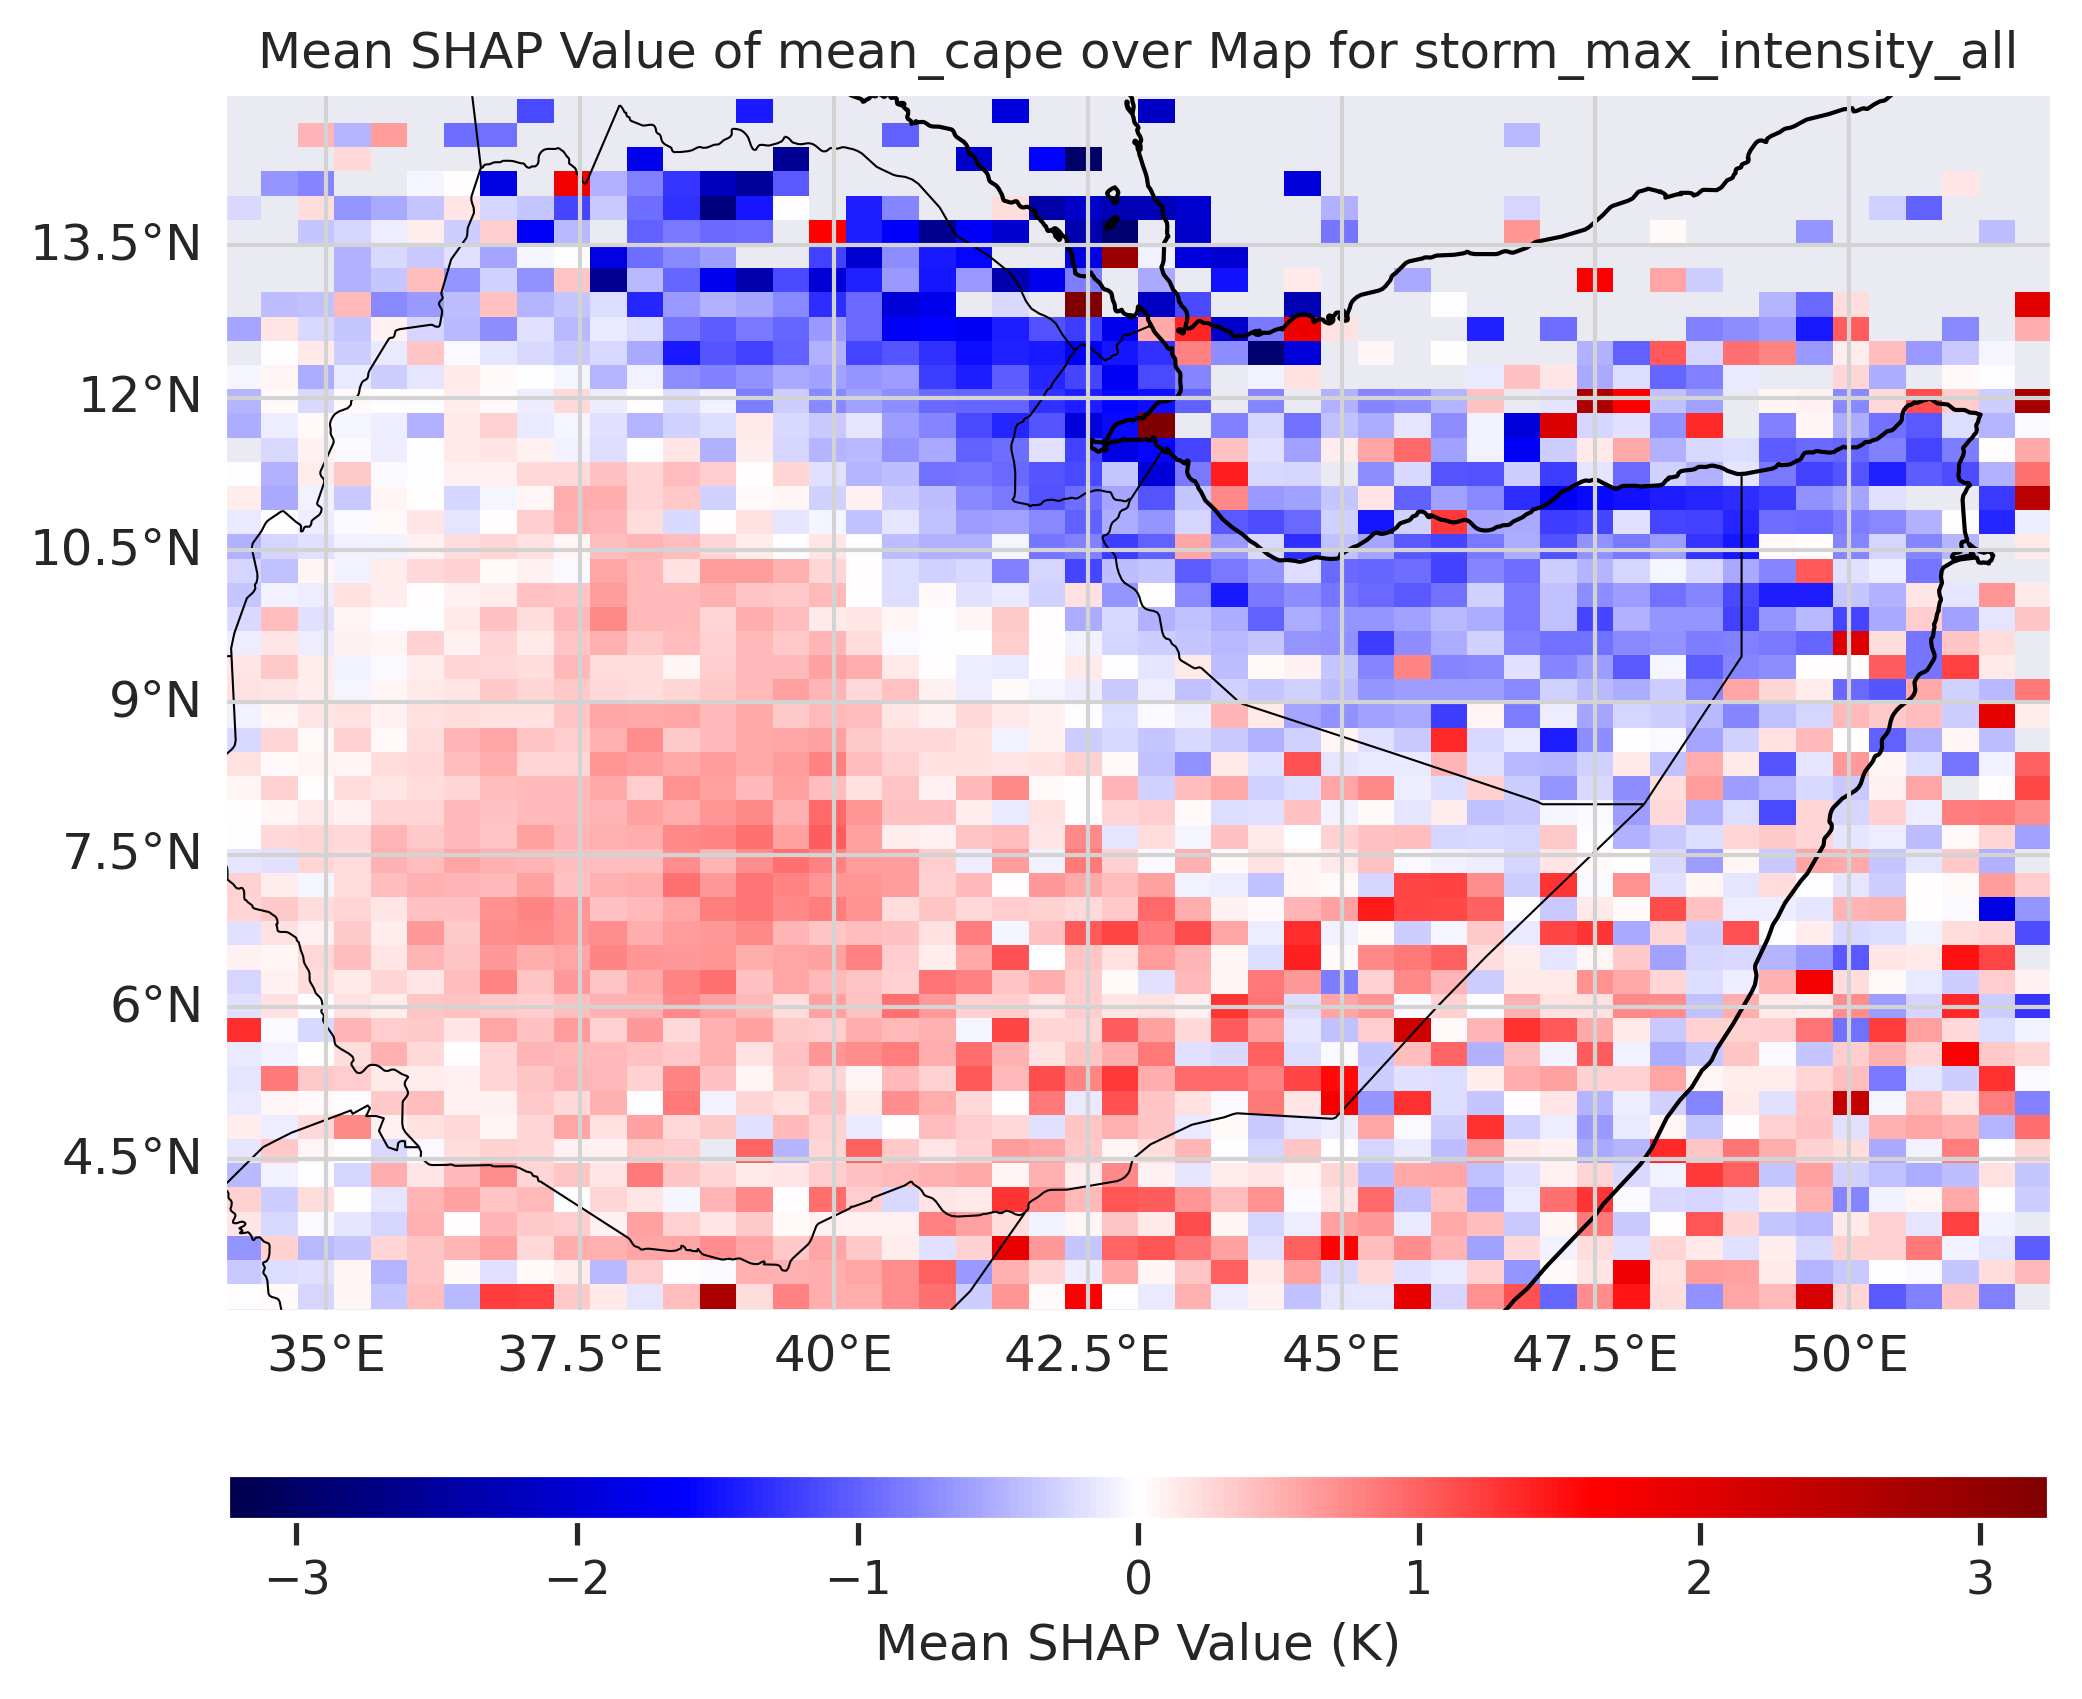 Mean SHAP Value of mean_cape over Map for storm_max_intensity_all
13.5°N
12°N
10.5°N
9°N
7.5°N
6°N
4.5°N
35°E 37.5°E 40°E 42.5°E 45°E 47.5°E 50°E
−3 −2 −1 0 1 2 3
Mean SHAP Value (K)